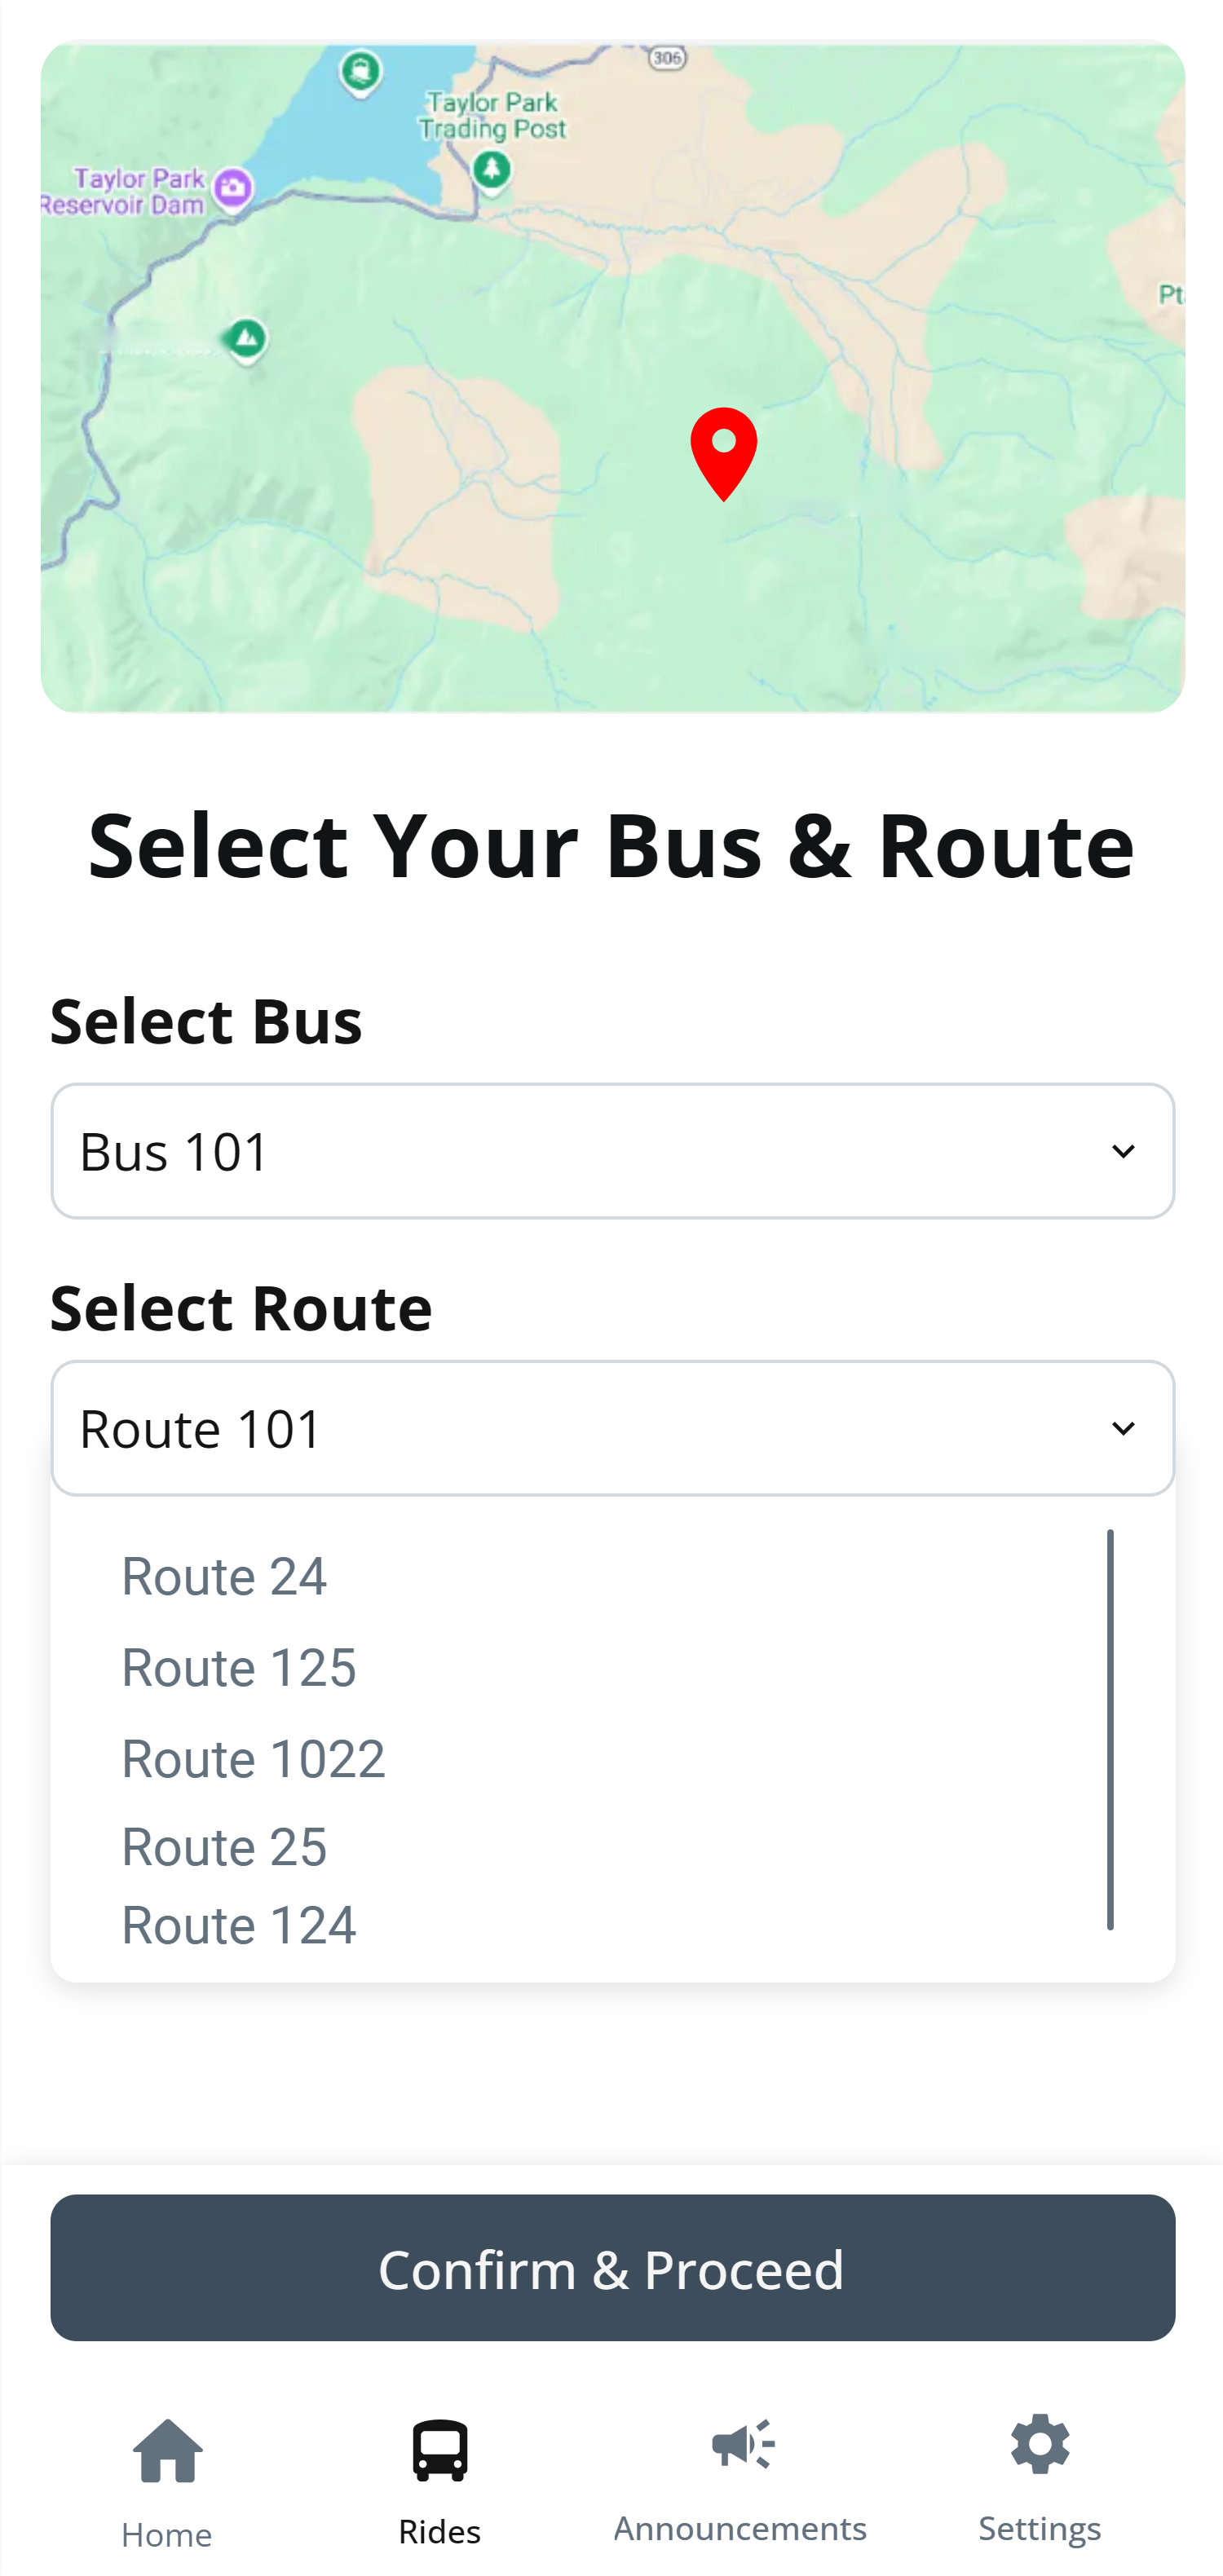 306
Taylor Park
Trading Post
Taylor Park
Reservoir Dam
Pt
Select Your Bus & Route
Select Bus
Bus 101
Select Route
Route 101
Route 24
Route 125
Route 1022
Route 25
Route 124
Confirm & Proceed
Home
Rides
Announcements
Settings